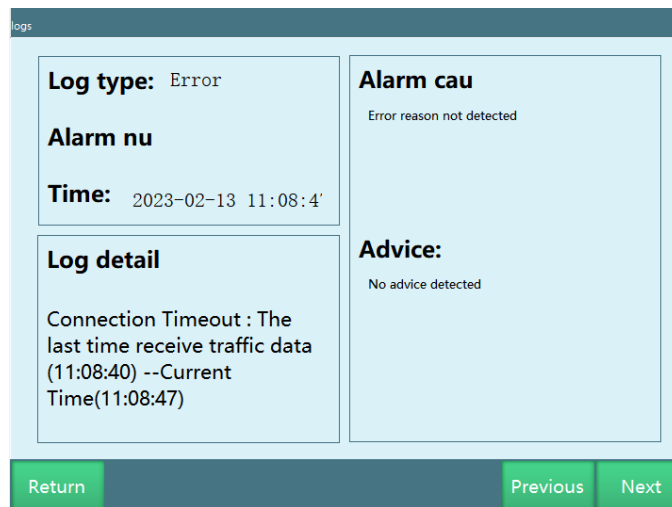 logs
Log type: Error
Alarm nu
Time: 2023-02-13 11:08:47
Log detail
Connection Timeout : The
last time receive traffic data
(11:08:40) --Current
Time(11:08:47)
Alarm cau
Error reason not detected
Advice:
No advice detected
Return
Previous
Next